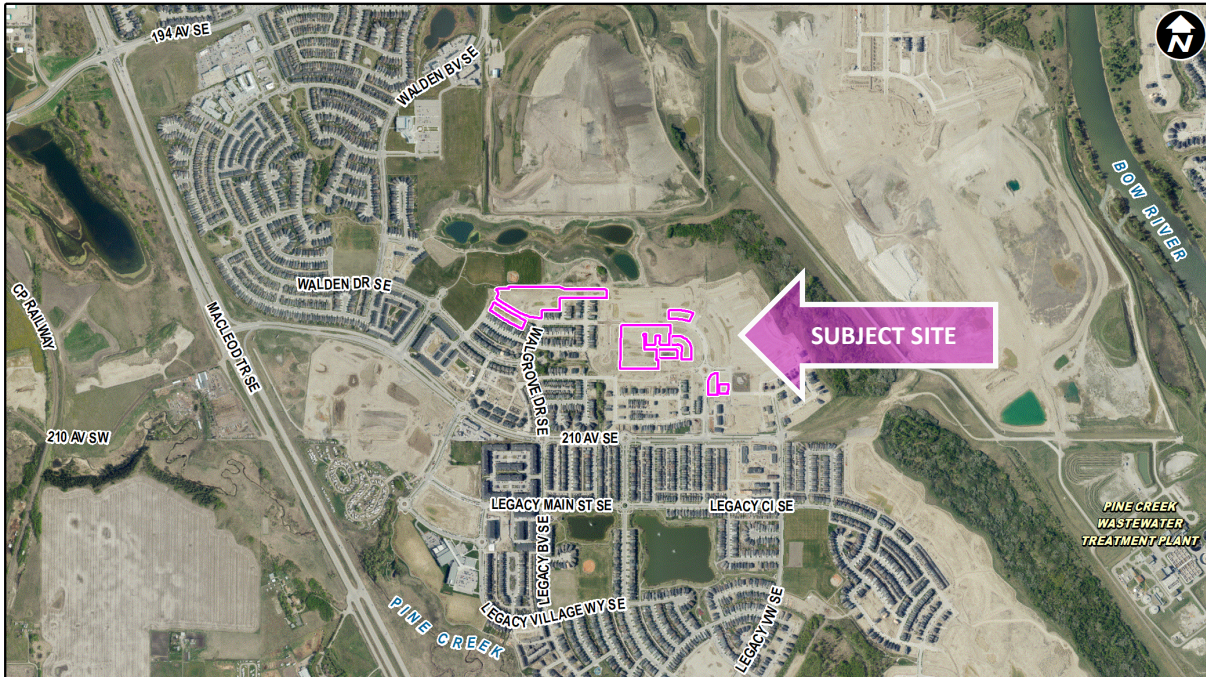 194 AV SE
N
WALDEN BV SE
BOW RIVER
WALDEN DR SE
CP RAILWAY
MACLEOD TR SE
SUBJECT SITE
WALGROVE DR SE
210 AV SW
210 AV SE
LEGACY MAIN ST SE
LEGACY CI SE
PINE CREEK
WASTEWATER
TREATMENT PLANT
LEGACY BV SE
LEGACY VILLAGE WY SE
LEGACY VW SE
PINE CREEK